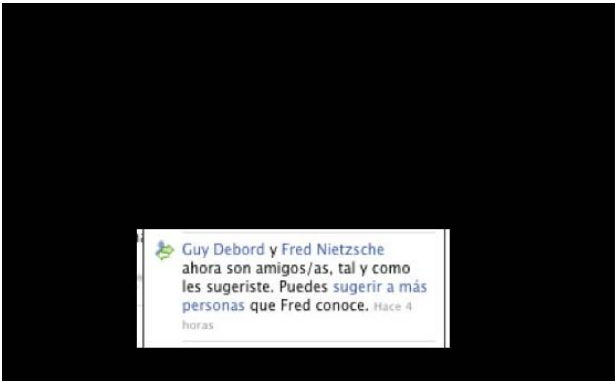 Guy Debord y Fred Nietzsche
ahora son amigos/as, tal y como
les sugeriste. Puedes sugerir a más
personas que Fred conoce. Hace 4
horas